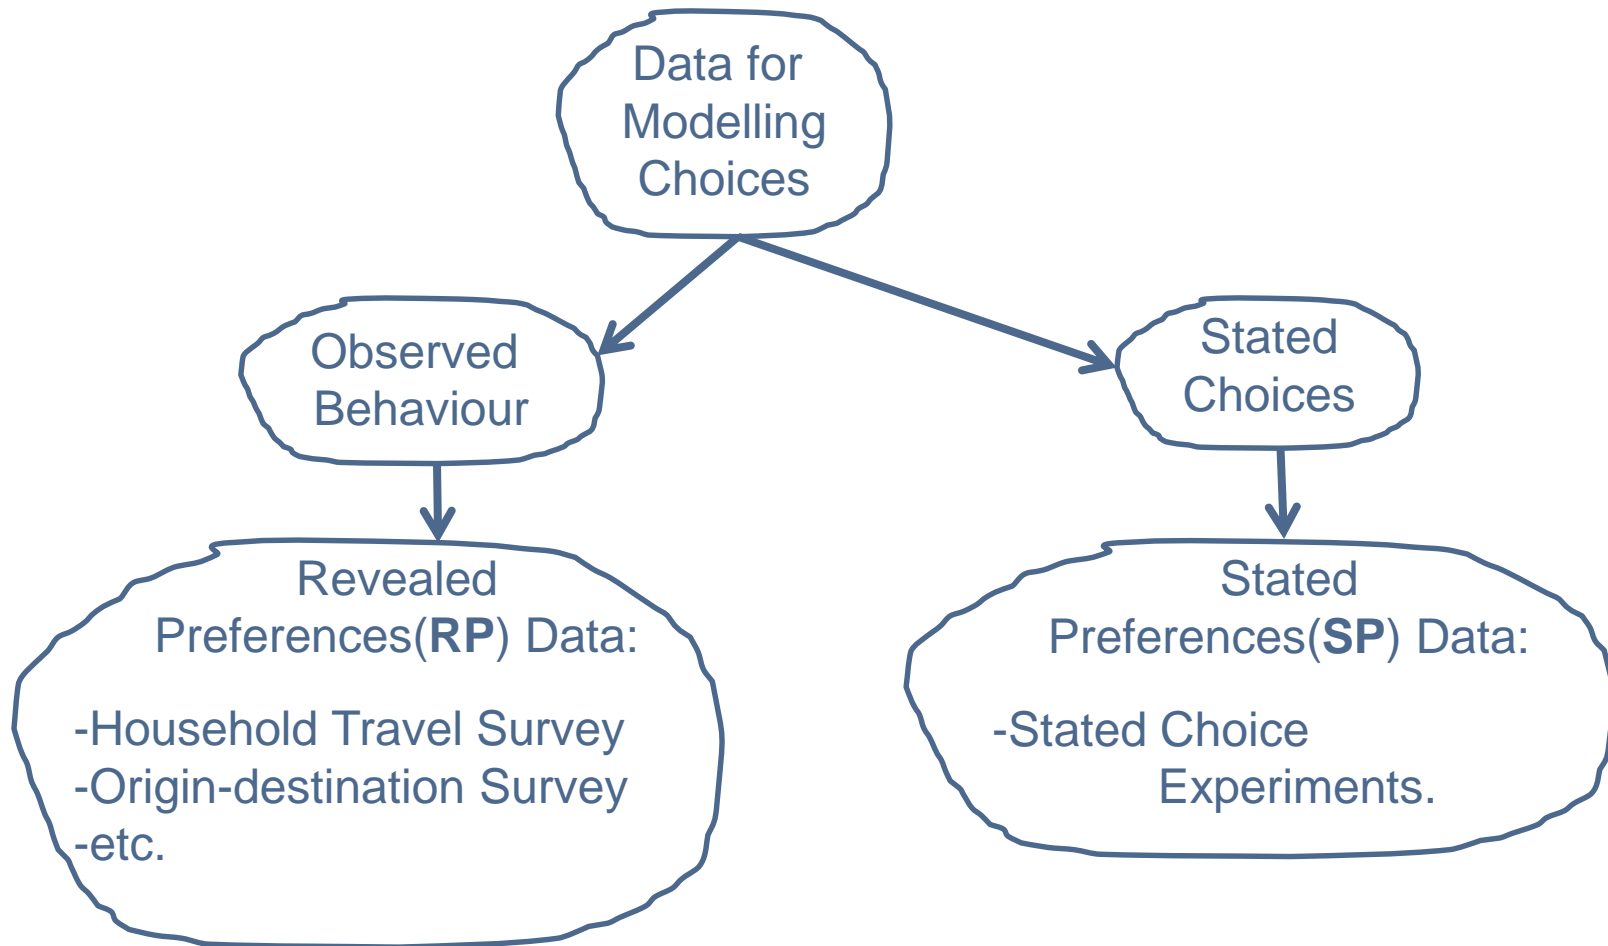 Data for
Modelling
Choices
Observed
Behaviour
Stated
Choices
Revealed
Preferences(RP) Data:
-Household Travel Survey
-Origin-destination Survey
-etc.
Stated
Preferences(SP) Data:
-Stated Choice
Experiments.